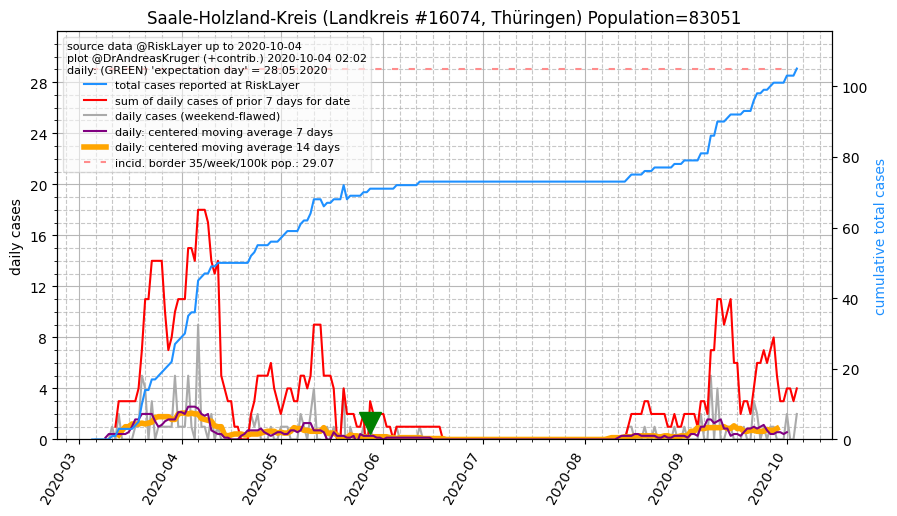 Saale-Holzland-Kreis (Landkreis #16074, Thüringen) Population=83051
source data @RiskLayer up to 2020-10-04
plot @DrAndreasKruger (+contrib.) 2020-10-04 02:02
daily: (GREEN) 'expectation day' = 28.05.2020
total cases reported at RiskLayer
sum of daily cases of prior 7 days for date
daily cases (weekend-flawed)
daily: centered moving average 7 days
daily: centered moving average 14 days
incid. border 35/week/100k pop.: 29.07
daily cases
28
24
20
16
12
8
4
0
cumulative total cases
100
80
60
40
20
0
2020-03
2020-04
2020-05
2020-06
2020-07
2020-08
2020-09
2020-10